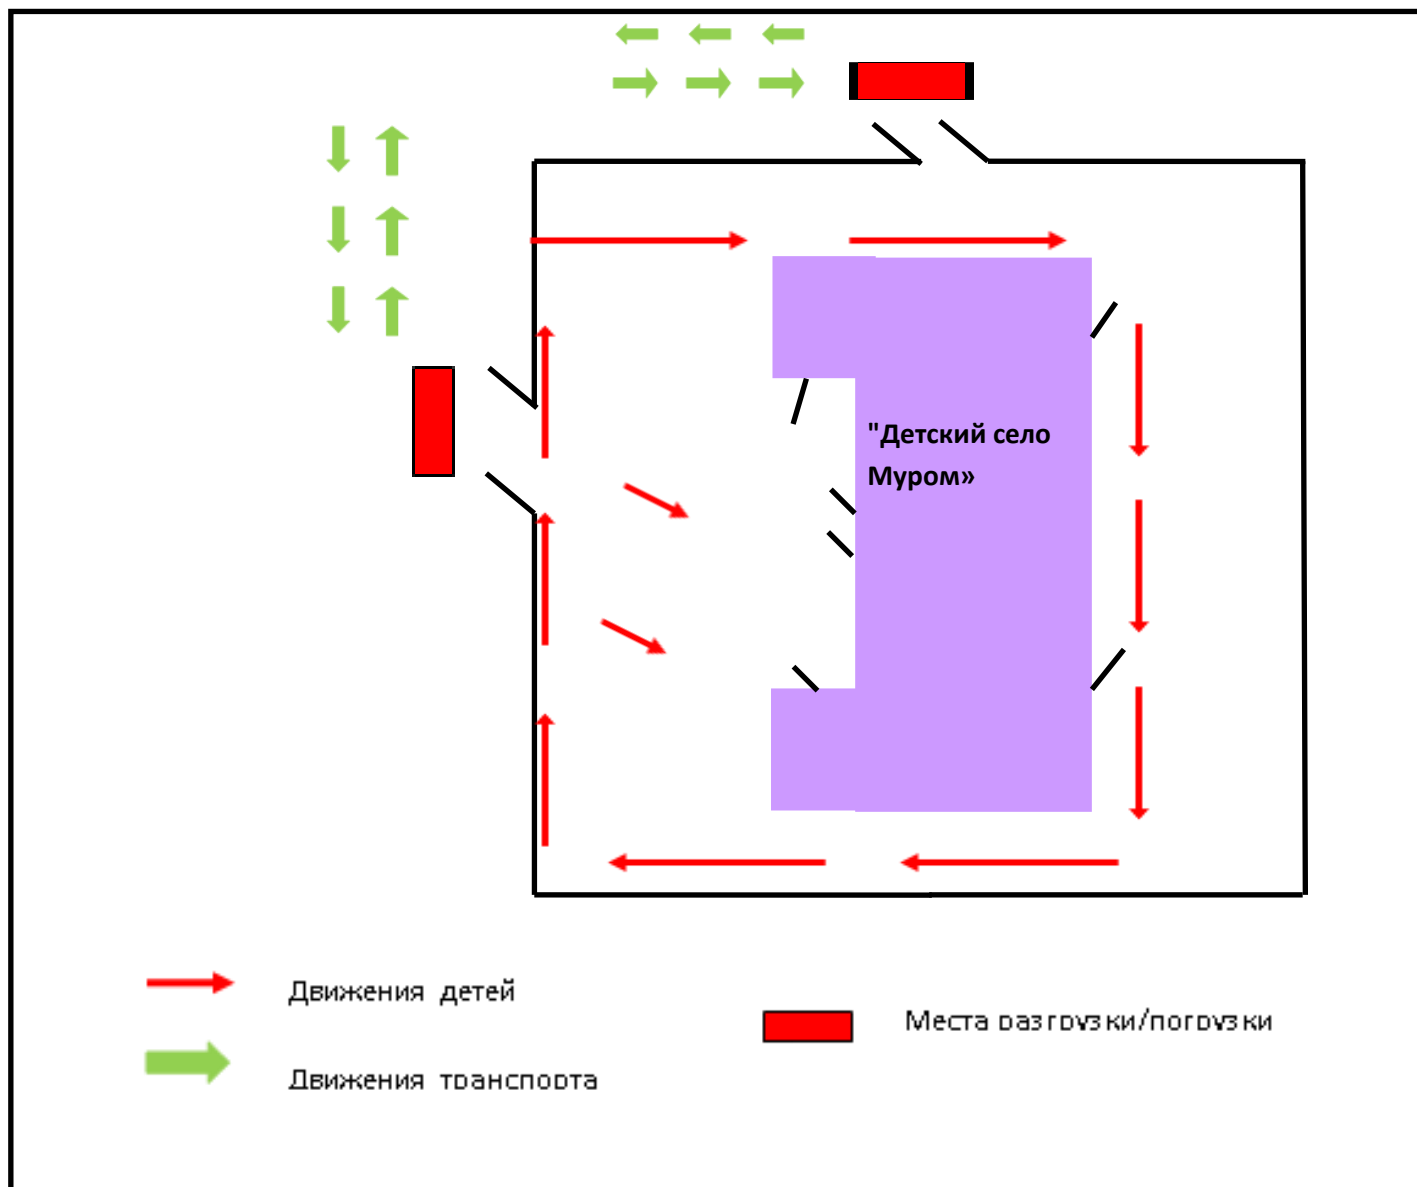 "Детский село
Муром»
Движения детей
Места разгрузки/погрузки
Движения транспорта